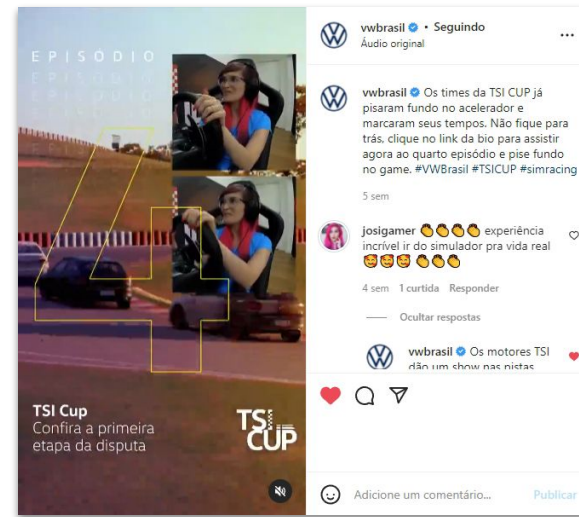 EPISÓDIO
4
TSI Cup
Confira a primeira
etapa da disputa
TSI
CUP
vwbrasil • Seguindo
Áudio original
vwbrasil Os times da TSI CUP já
pisaram fundo no acelerador e
marcaram seus tempos. Não fique para
trás, clique no link da bio para assistir
agora ao quarto episódio e pise fundo
no game. #VWBrasil #TSICUP #simracing
5 sem
josigamer 👏👏👏👏 experiência
incrível ir do simulador pra vida real
🥰🥰🥰 👏👏👏
4 sem 1 curtida Responder
Ocultar respostas
vwbrasil Os motores TSI
dão um show nas pistas
Adicione um comentário...
Publicar